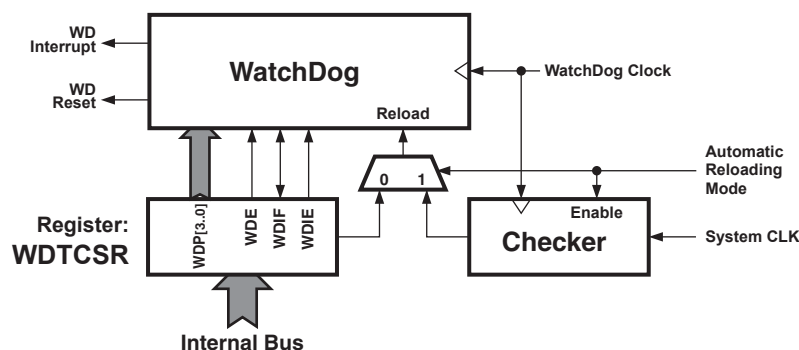 WD
Interrupt
WatchDog
WatchDog Clock
WD
Reset
Reload
Automatic
Reloading
Mode
0 1
Register:
WDTCSR
WDP[3..0]
WDE
WDIF
WDIE
Enable
Checker
System CLK
Internal Bus